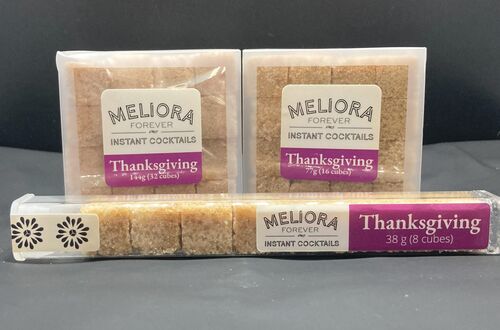 MELIORA
FOREVER
INSTANT COCKTAILS
Thanksgiving
144g (32 cubes)
MELIORA
FOREVER
INSTANT COCKTAILS
Thanksgiving
77g (16 cubes)
MELIORA
FOREVER
INSTANT COCKTAILS
Thanksgiving
38 g (8 cubes)